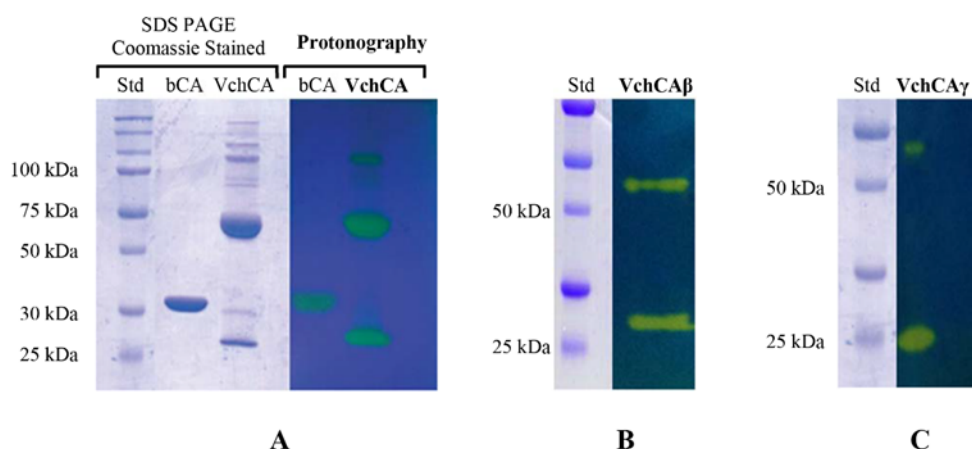 SDS PAGE
Coomassie Stained
Protonography
Std bCA VchCA bCA VchCA
100 kDa
75 kDa
50 kDa
30 kDa
25 kDa
A
Std VchCAβ
50 kDa
25 kDa
B
Std VchCAγ
50 kDa
25 kDa
C